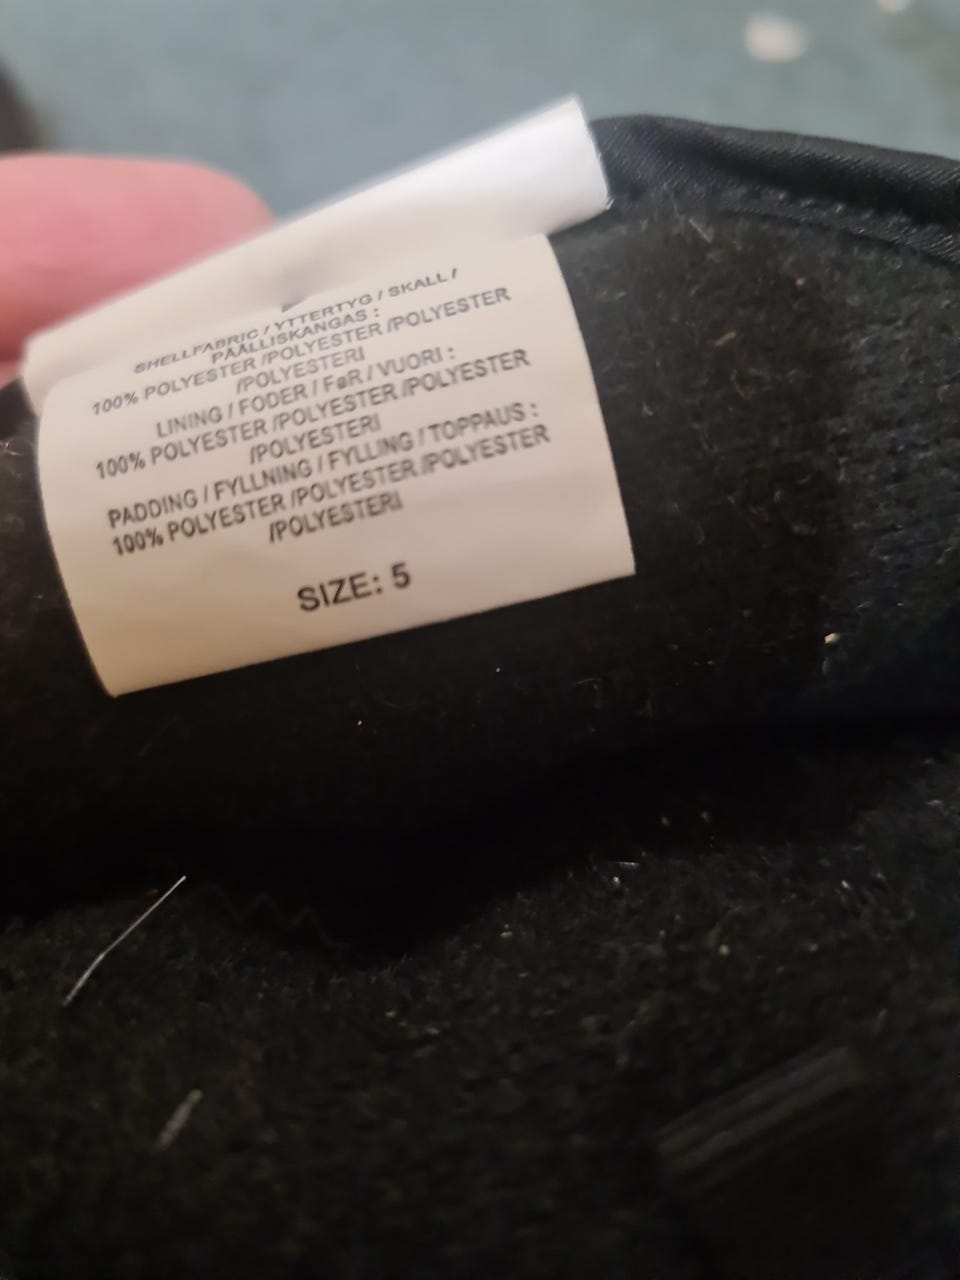 SHELLFABRIC / YTTERTYG / SKALL /
PÄÄLLISKANGAS :
100% POLYESTER /POLYESTER /POLYESTER
/POLYESTERI
LINING / FODER / FøR / VUORI :
100% POLYESTER /POLYESTER /POLYESTER
/POLYESTERI
PADDING / FYLLNING / FYLLING / TOPPAUS :
100% POLYESTER /POLYESTER /POLYESTER
/POLYESTERI
SIZE: 5